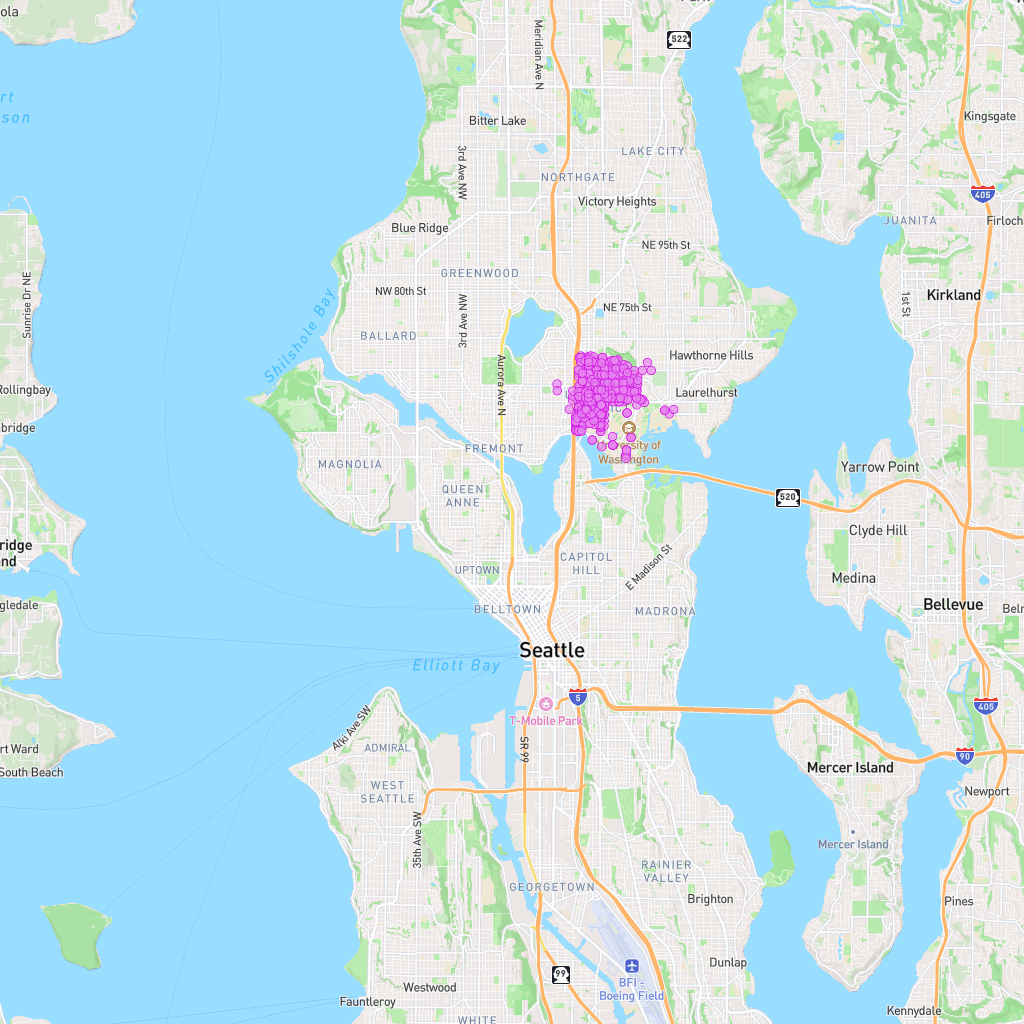 ola
522
Meridian Ave N
Kingsgate
rt
son
Bitter Lake
LAKE CITY
3rd Ave NW
NORTHGATE
405
Victory Heights
JUANITA
Firloch
Blue Ridge
NE 95th St
GREENWOOD
Sunrise Dr NE
NW 80th St
Kirkland
1st St
NE 75th St
3rd Ave NW
Shilshole Bay
BALLARD
Hawthorne Hills
Aurora Ave N
Rollingbay
Laurelhurst
bridge
University of
Washington
FREMONT
MAGNOLIA
Yarrow Point
QUEEN
ANNE
520
Clyde Hill
ridge
nd
CAPITOL
HILL
UPTOWN
E Madison St
Medina
gledale
BELLTOWN
MADRONA
Bellevue
Belr
Seattle
Elliott Bay
5
405
T-Mobile Park
Alki Ave SW
SR 99
rt Ward
ADMIRAL
90
South Beach
Mercer Island
WEST
SEATTLE
Newport
35th Ave SW
Mercer Island
RAINIER
VALLEY
GEORGETOWN
Brighton
Pines
Dunlap
99
BFI -
Boeing Field
Westwood
Fauntleroy
Kennydale
WHITE